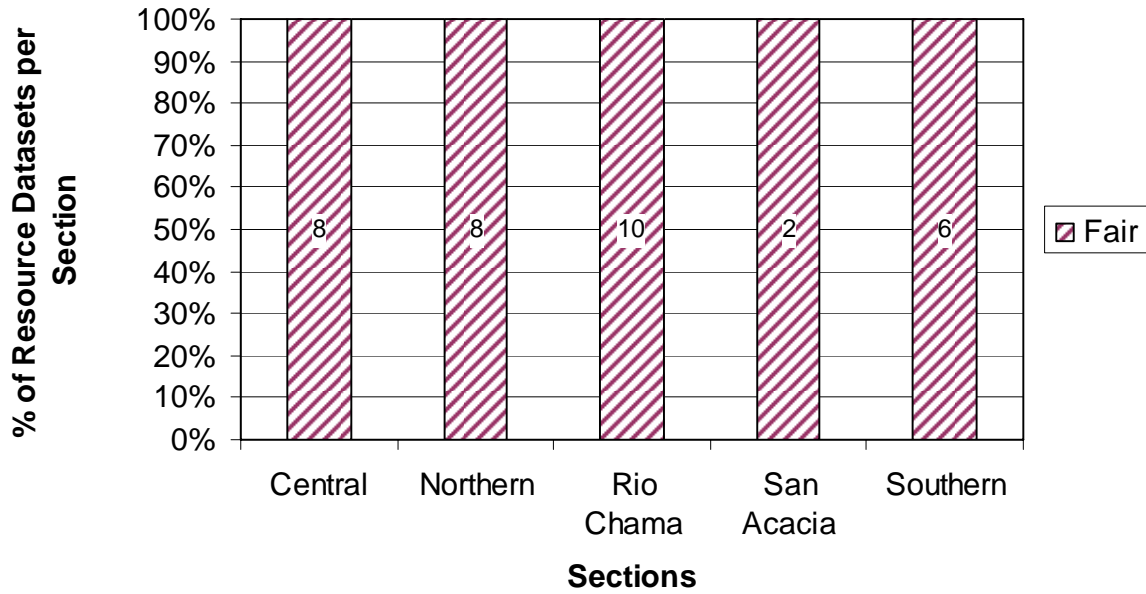 % of Resource Datasets per
Section
100%
90%
80%
70%
60%
50%
40%
30%
20%
10%
0%
8
8
10
2
6
Fair
Central
Northern
Rio
Chama
San
Acacia
Southern
Sections